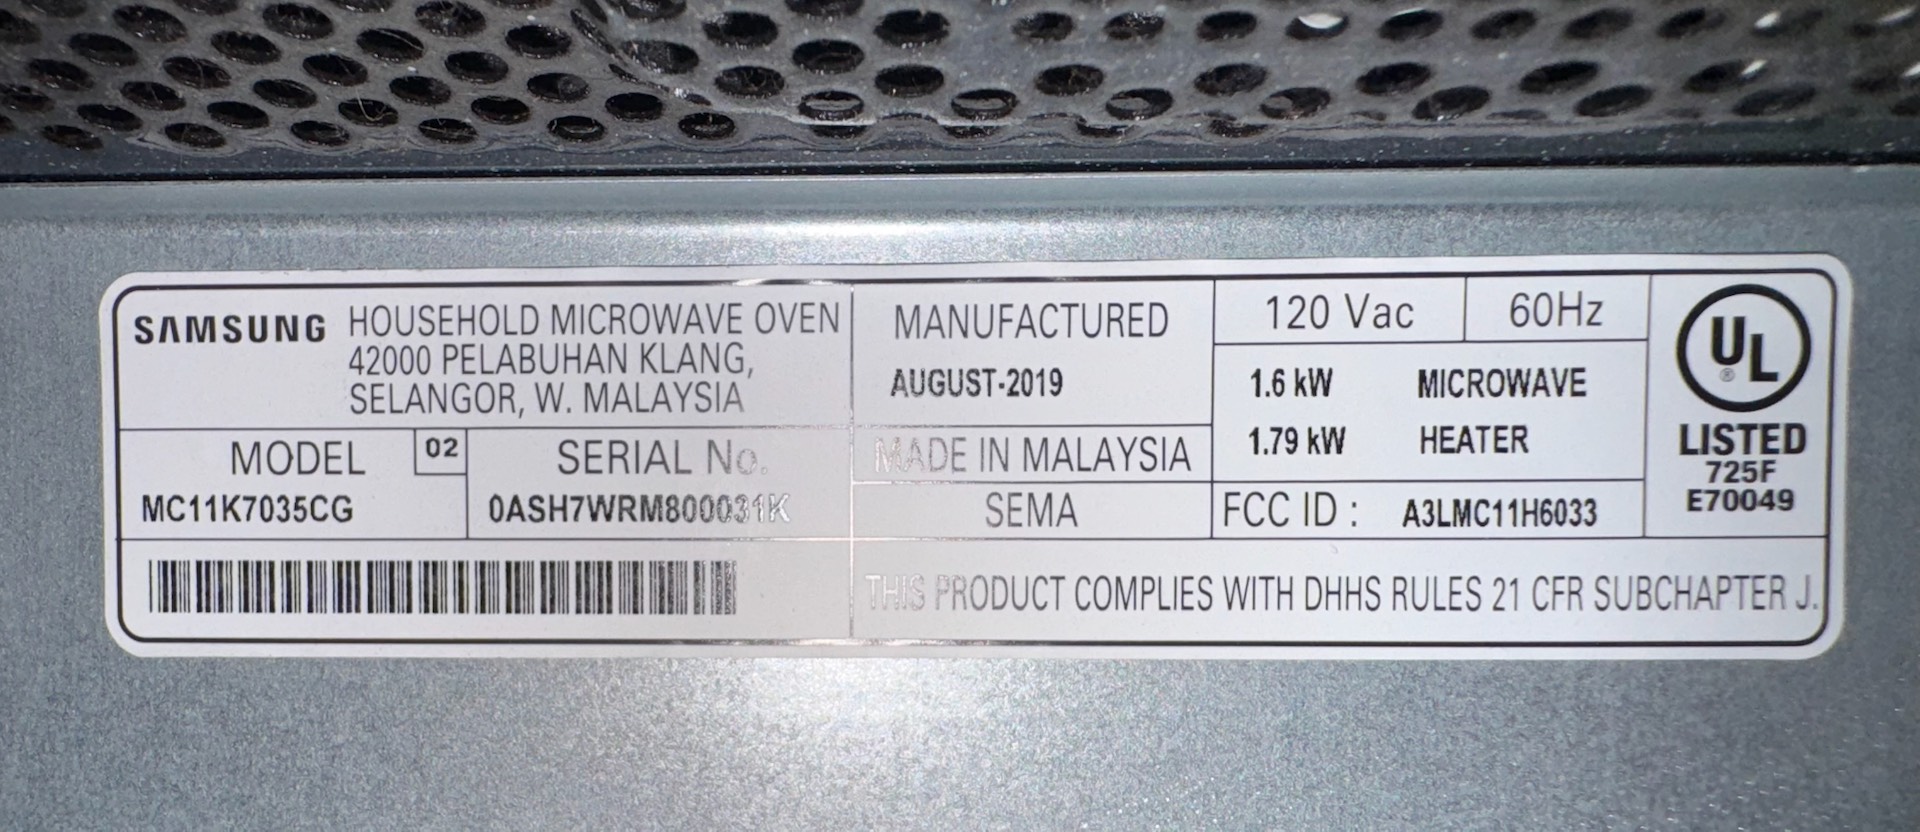 SAMSUNG
HOUSEHOLD MICROWAVE OVEN
42000 PELABUHAN KLANG,
SELANGOR, W. MALAYSIA
MODEL 02
MC11K7035CG
SERIAL No.
0ASH7WRM800031K
MANUFACTURED
AUGUST-2019
MADE IN MALAYSIA
SEMA
120 Vac 60Hz
1.6 kW MICROWAVE
1.79 kW HEATER
FCC ID : A3LMC11H6033
UL
®
LISTED
725F
E70049
THIS PRODUCT COMPLIES WITH DHHS RULES 21 CFR SUBCHAPTER J.